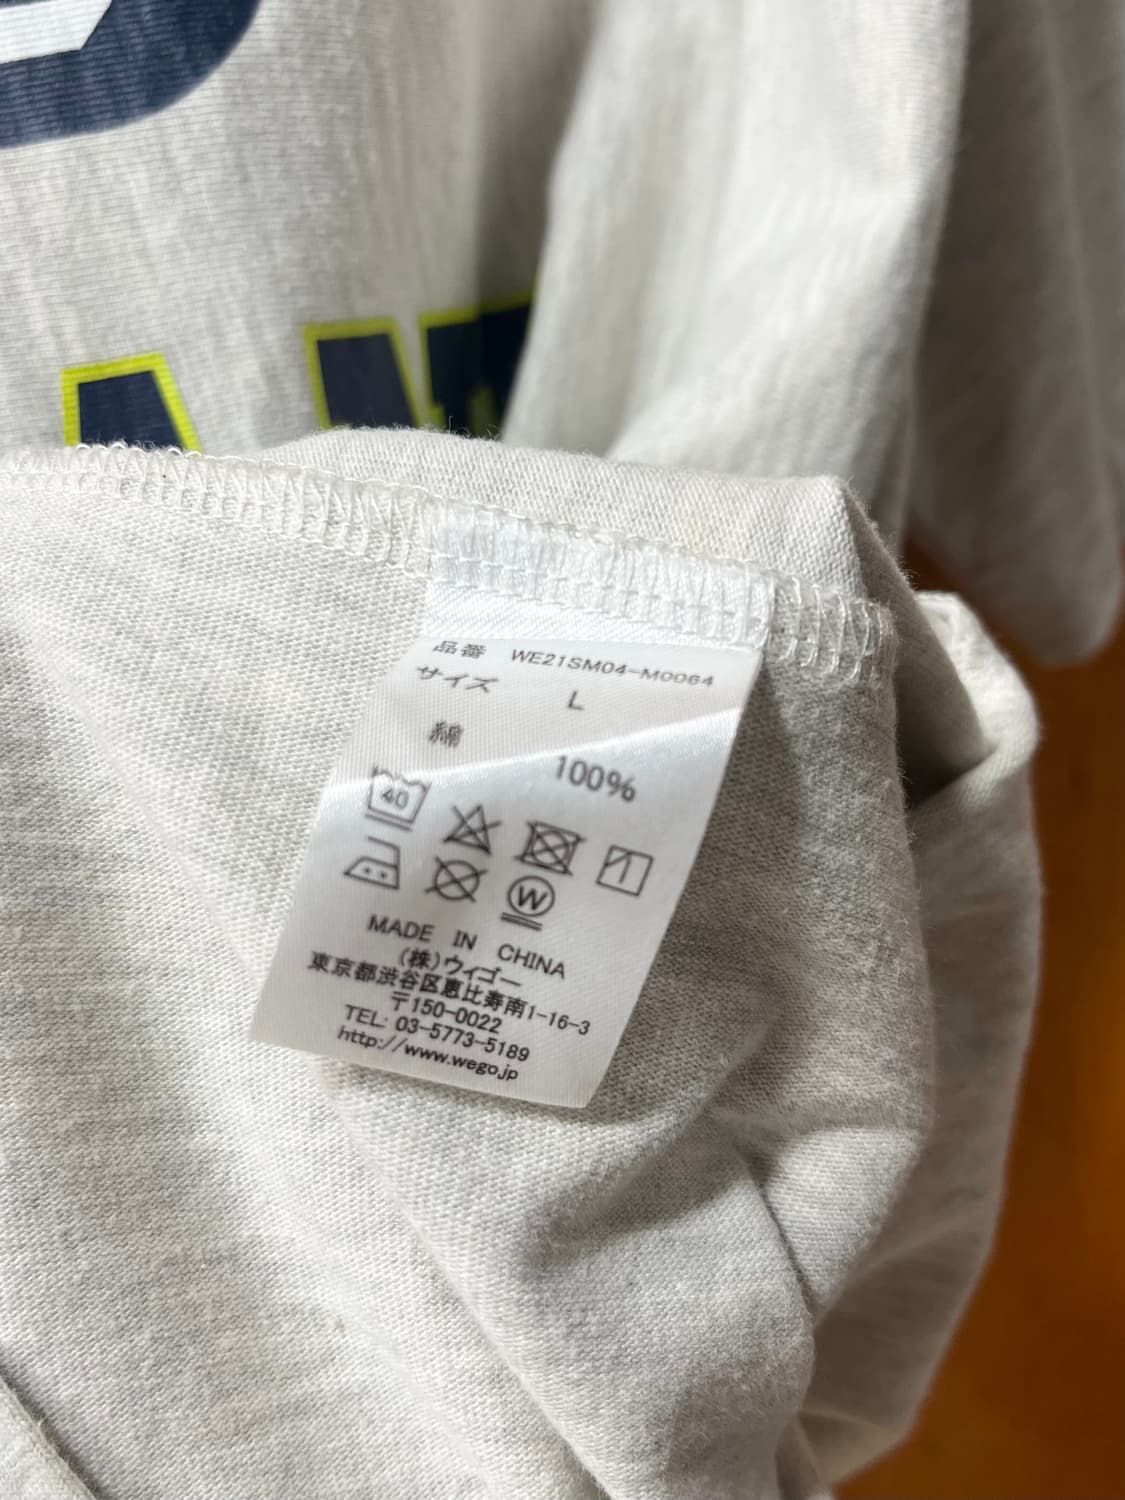 品番 WE21SM04-M0064
サイズ L
綿 100%
40
W
MADE IN CHINA
(株)ウィゴー
東京都渋谷区恵比寿南1-16-3
〒150-0022
TEL: 03-5773-5189
http://www.wego.jp